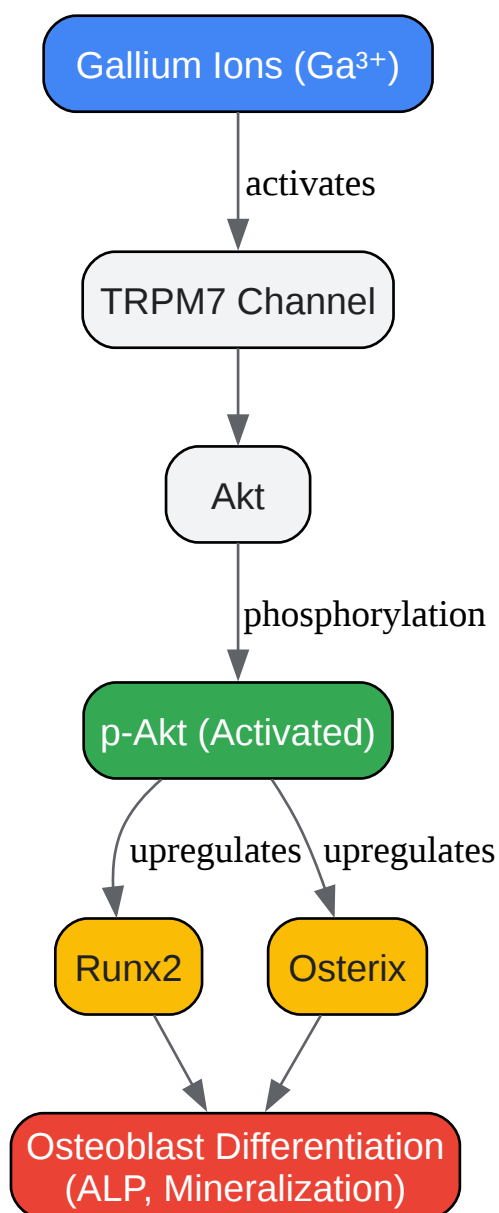 Gallium Ions (Ga³⁺)
activates
TRPM7 Channel
Akt
phosphorylation
p-Akt (Activated)
upregulates
upregulates
Runx2
Osterix
Osteoblast Differentiation
(ALP, Mineralization)